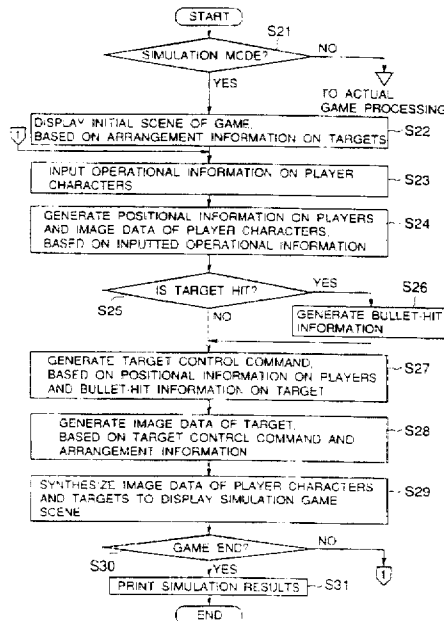 START
S21
SIMULATION MODE?
NO
YES
TO ACTUAL
GAME PROCESSING
DISPLAY INITIAL SCENE OF GAME,
BASED ON ARRANGEMENT INFORMATION ON TARGETS
S22
1
INPUT OPERATIONAL INFORMATION ON PLAYER
CHARACTERS
S23
GENERATE POSITIONAL INFORMATION ON PLAYERS
AND IMAGE DATA OF PLAYER CHARACTERS,
BASED ON INPUTTED OPERATIONAL INFORMATION
S24
IS TARGET HIT?
YES
S25
NO
S26
GENERATE BULLET-HIT
INFORMATION
GENERATE TARGET CONTROL COMMAND,
BASED ON POSITIONAL INFORMATION ON PLAYERS
AND BULLET-HIT INFORMATION ON TARGET
S27
GENERATE IMAGE DATA OF TARGET,
BASED ON TARGET CONTROL COMMAND AND
ARRANGEMENT INFORMATION
S28
SYNTHESIZE IMAGE DATA OF PLAYER CHARACTERS
AND TARGETS TO DISPLAY SIMULATION GAME
SCENE
S29
GAME END?
NO
S30
YES
1
PRINT SIMULATION RESULTS
S31
END